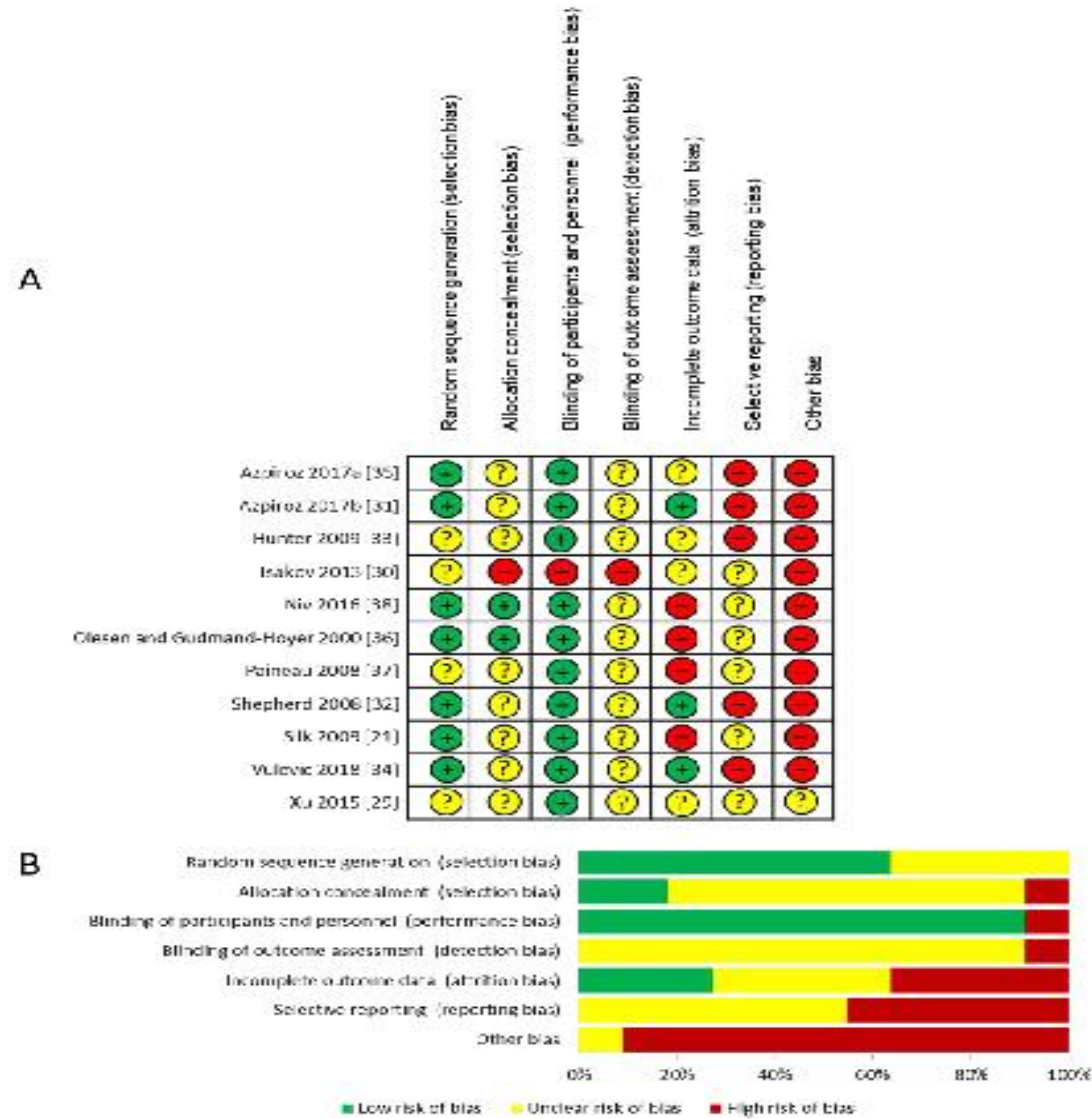 A
Random sequence generation (selection bias)
Allocation concealment (selection bias)
Blinding of participants and personnel (performance bias)
Blinding of outcome assessment (detection bias)
Incomplete outcome data (attrition bias)
Selective reporting (reporting bias)
Other bias
Azpiroz 2017a [35]
+ ? + ? ? − −
Azpiroz 2017b [31]
+ ? + ? + − −
Hunter 2009 [33]
? ? + ? ? − −
Isakov 2013 [30]
? − − − ? ? −
Niv 2016 [38]
+ + + ? − ? −
Olesen and Gudmand-Hoyer 2000 [36]
+ + + ? − ? −
Paineau 2008 [37]
? ? + ? − ? −
Shepherd 2008 [32]
+ ? + ? + − −
Silk 2009 [21]
+ ? + ? − ? −
Vulevic 2018 [34]
+ ? + ? + − −
Xu 2015 [29]
? ? + ? ? ? ?
B
Random sequence generation (selection bias)
Allocation concealment (selection bias)
Blinding of participants and personnel (performance bias)
Blinding of outcome assessment (detection bias)
Incomplete outcome data (attrition bias)
Selective reporting (reporting bias)
Other bias
0% 20% 40% 60% 80% 100%
Low risk of bias Unclear risk of bias High risk of bias